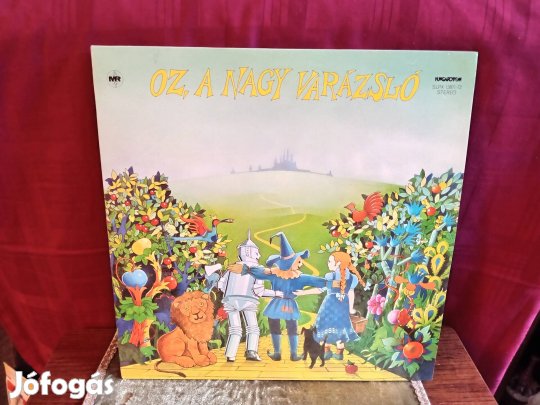 MR
OZ, A NAGY VARÁZSLÓ
HUNGAROTON
STEREO
Jófogás